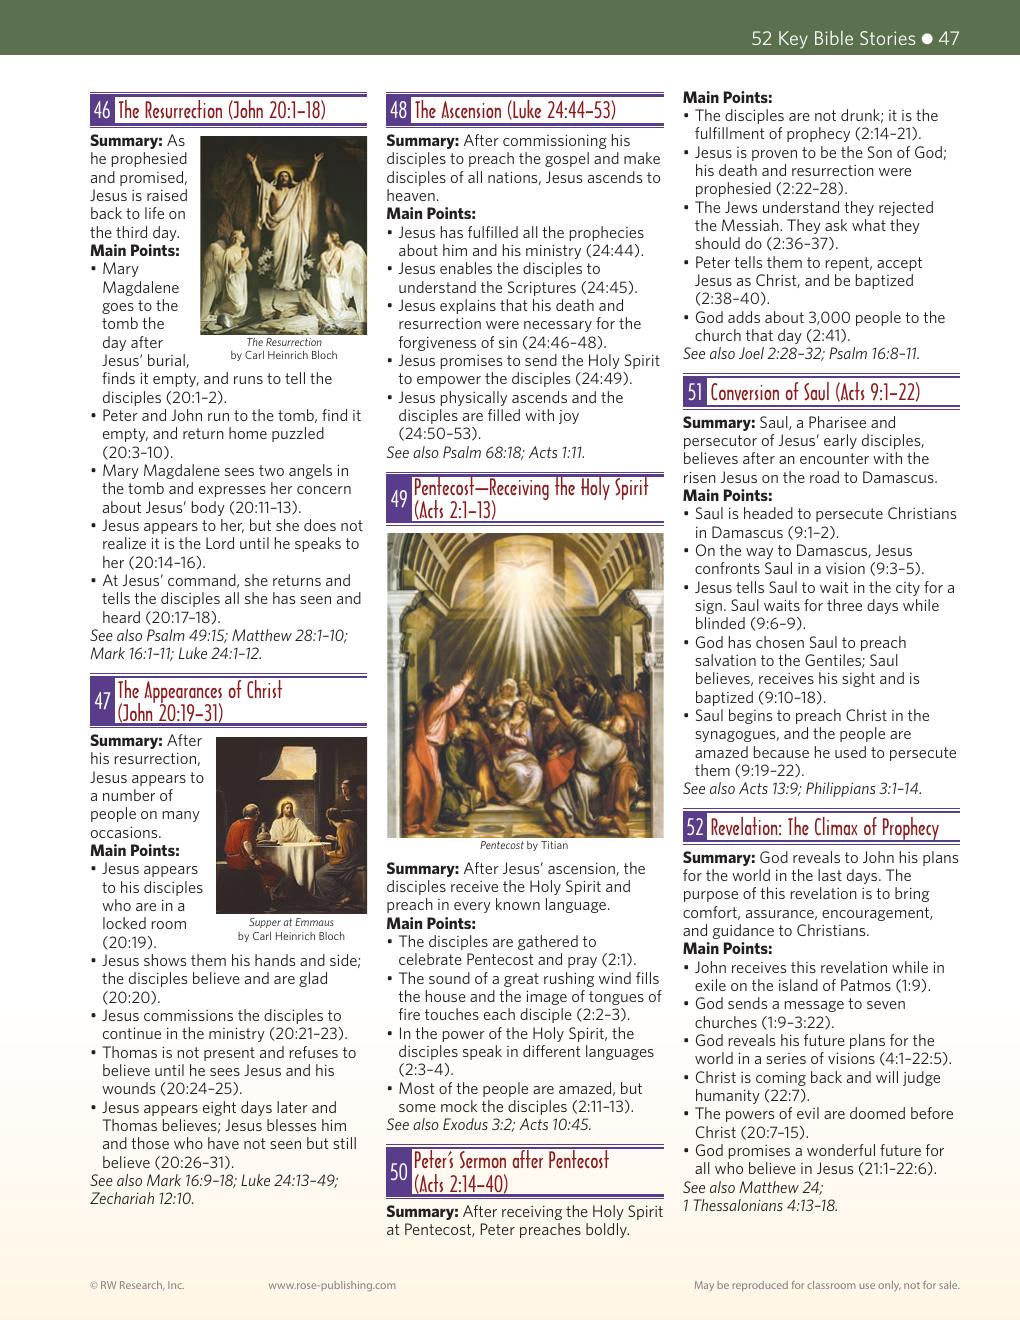 52 Key Bible Stories ● 47
46 The Resurrection (John 20:1–18)
Summary: As
he prophesied
and promised,
Jesus is raised
back to life on
the third day.
Main Points:
• Mary
Magdalene
goes to the
tomb the
day after
Jesus’ burial,
finds it empty, and runs to tell the
disciples (20:1–2).
The Resurrection
by Carl Heinrich Bloch
• Peter and John run to the tomb, find it
empty, and return home puzzled
(20:3–10).
• Mary Magdalene sees two angels in
the tomb and expresses her concern
about Jesus’ body (20:11–13).
• Jesus appears to her, but she does not
realize it is the Lord until he speaks to
her (20:14–16).
• At Jesus’ command, she returns and
tells the disciples all she has seen and
heard (20:17–18).
See also Psalm 49:15; Matthew 28:1–10;
Mark 16:1–11; Luke 24:1–12.
47 The Appearances of Christ
(John 20:19–31)
Summary: After
his resurrection,
Jesus appears to
a number of
people on many
occasions.
Main Points:
• Jesus appears
to his disciples
who are in a
locked room
(20:19).
Supper at Emmaus
by Carl Heinrich Bloch
• Jesus shows them his hands and side;
the disciples believe and are glad
(20:20).
• Jesus commissions the disciples to
continue in the ministry (20:21–23).
• Thomas is not present and refuses to
believe until he sees Jesus and his
wounds (20:24–25).
• Jesus appears eight days later and
Thomas believes; Jesus blesses him
and those who have not seen but still
believe (20:26–31).
See also Mark 16:9–18; Luke 24:13–49;
Zechariah 12:10.
48 The Ascension (Luke 24:44–53)
Summary: After commissioning his
disciples to preach the gospel and make
disciples of all nations, Jesus ascends to
heaven.
Main Points:
• Jesus has fulfilled all the prophecies
about him and his ministry (24:44).
• Jesus enables the disciples to
understand the Scriptures (24:45).
• Jesus explains that his death and
resurrection were necessary for the
forgiveness of sin (24:46–48).
• Jesus promises to send the Holy Spirit
to empower the disciples (24:49).
• Jesus physically ascends and the
disciples are filled with joy
(24:50–53).
See also Psalm 68:18; Acts 1:11.
49 Pentecost—Receiving the Holy Spirit
(Acts 2:1–13)
Pentecost by Titian
Summary: After Jesus’ ascension, the
disciples receive the Holy Spirit and
preach in every known language.
Main Points:
• The disciples are gathered to
celebrate Pentecost and pray (2:1).
• The sound of a great rushing wind fills
the house and the image of tongues of
fire touches each disciple (2:2–3).
• In the power of the Holy Spirit, the
disciples speak in different languages
(2:3–4).
• Most of the people are amazed, but
some mock the disciples (2:11–13).
See also Exodus 3:2; Acts 10:45.
50 Peter’s Sermon after Pentecost
(Acts 2:14–40)
Summary: After receiving the Holy Spirit
at Pentecost, Peter preaches boldly.
Main Points:
• The disciples are not drunk; it is the
fulfillment of prophecy (2:14–21).
• Jesus is proven to be the Son of God;
his death and resurrection were
prophesied (2:22–28).
• The Jews understand they rejected
the Messiah. They ask what they
should do (2:36–37).
• Peter tells them to repent, accept
Jesus as Christ, and be baptized
(2:38–40).
• God adds about 3,000 people to the
church that day (2:41).
See also Joel 2:28–32; Psalm 16:8–11.
51 Conversion of Saul (Acts 9:1–22)
Summary: Saul, a Pharisee and
persecutor of Jesus’ early disciples,
believes after an encounter with the
risen Jesus on the road to Damascus.
Main Points:
• Saul is headed to persecute Christians
in Damascus (9:1–2).
• On the way to Damascus, Jesus
confronts Saul in a vision (9:3–5).
• Jesus tells Saul to wait in the city for a
sign. Saul waits for three days while
blinded (9:6–9).
• God has chosen Saul to preach
salvation to the Gentiles; Saul
believes, receives his sight and is
baptized (9:10–18).
• Saul begins to preach Christ in the
synagogues, and the people are
amazed because he used to persecute
them (9:19–22).
See also Acts 13:9; Philippians 3:1–14.
52 Revelation: The Climax of Prophecy
Summary: God reveals to John his plans
for the world in the last days. The
purpose of this revelation is to bring
comfort, assurance, encouragement,
and guidance to Christians.
Main Points:
• John receives this revelation while in
exile on the island of Patmos (1:9).
• God sends a message to seven
churches (1:9–3:22).
• God reveals his future plans for the
world in a series of visions (4:1–22:5).
• Christ is coming back and will judge
humanity (22:7).
• The powers of evil are doomed before
Christ (20:7–15).
• God promises a wonderful future for
all who believe in Jesus (21:1–22:6).
See also Matthew 24;
1 Thessalonians 4:13–18.
© RW Research, Inc.
www.rose-publishing.com
May be reproduced for classroom use only, not for sale.